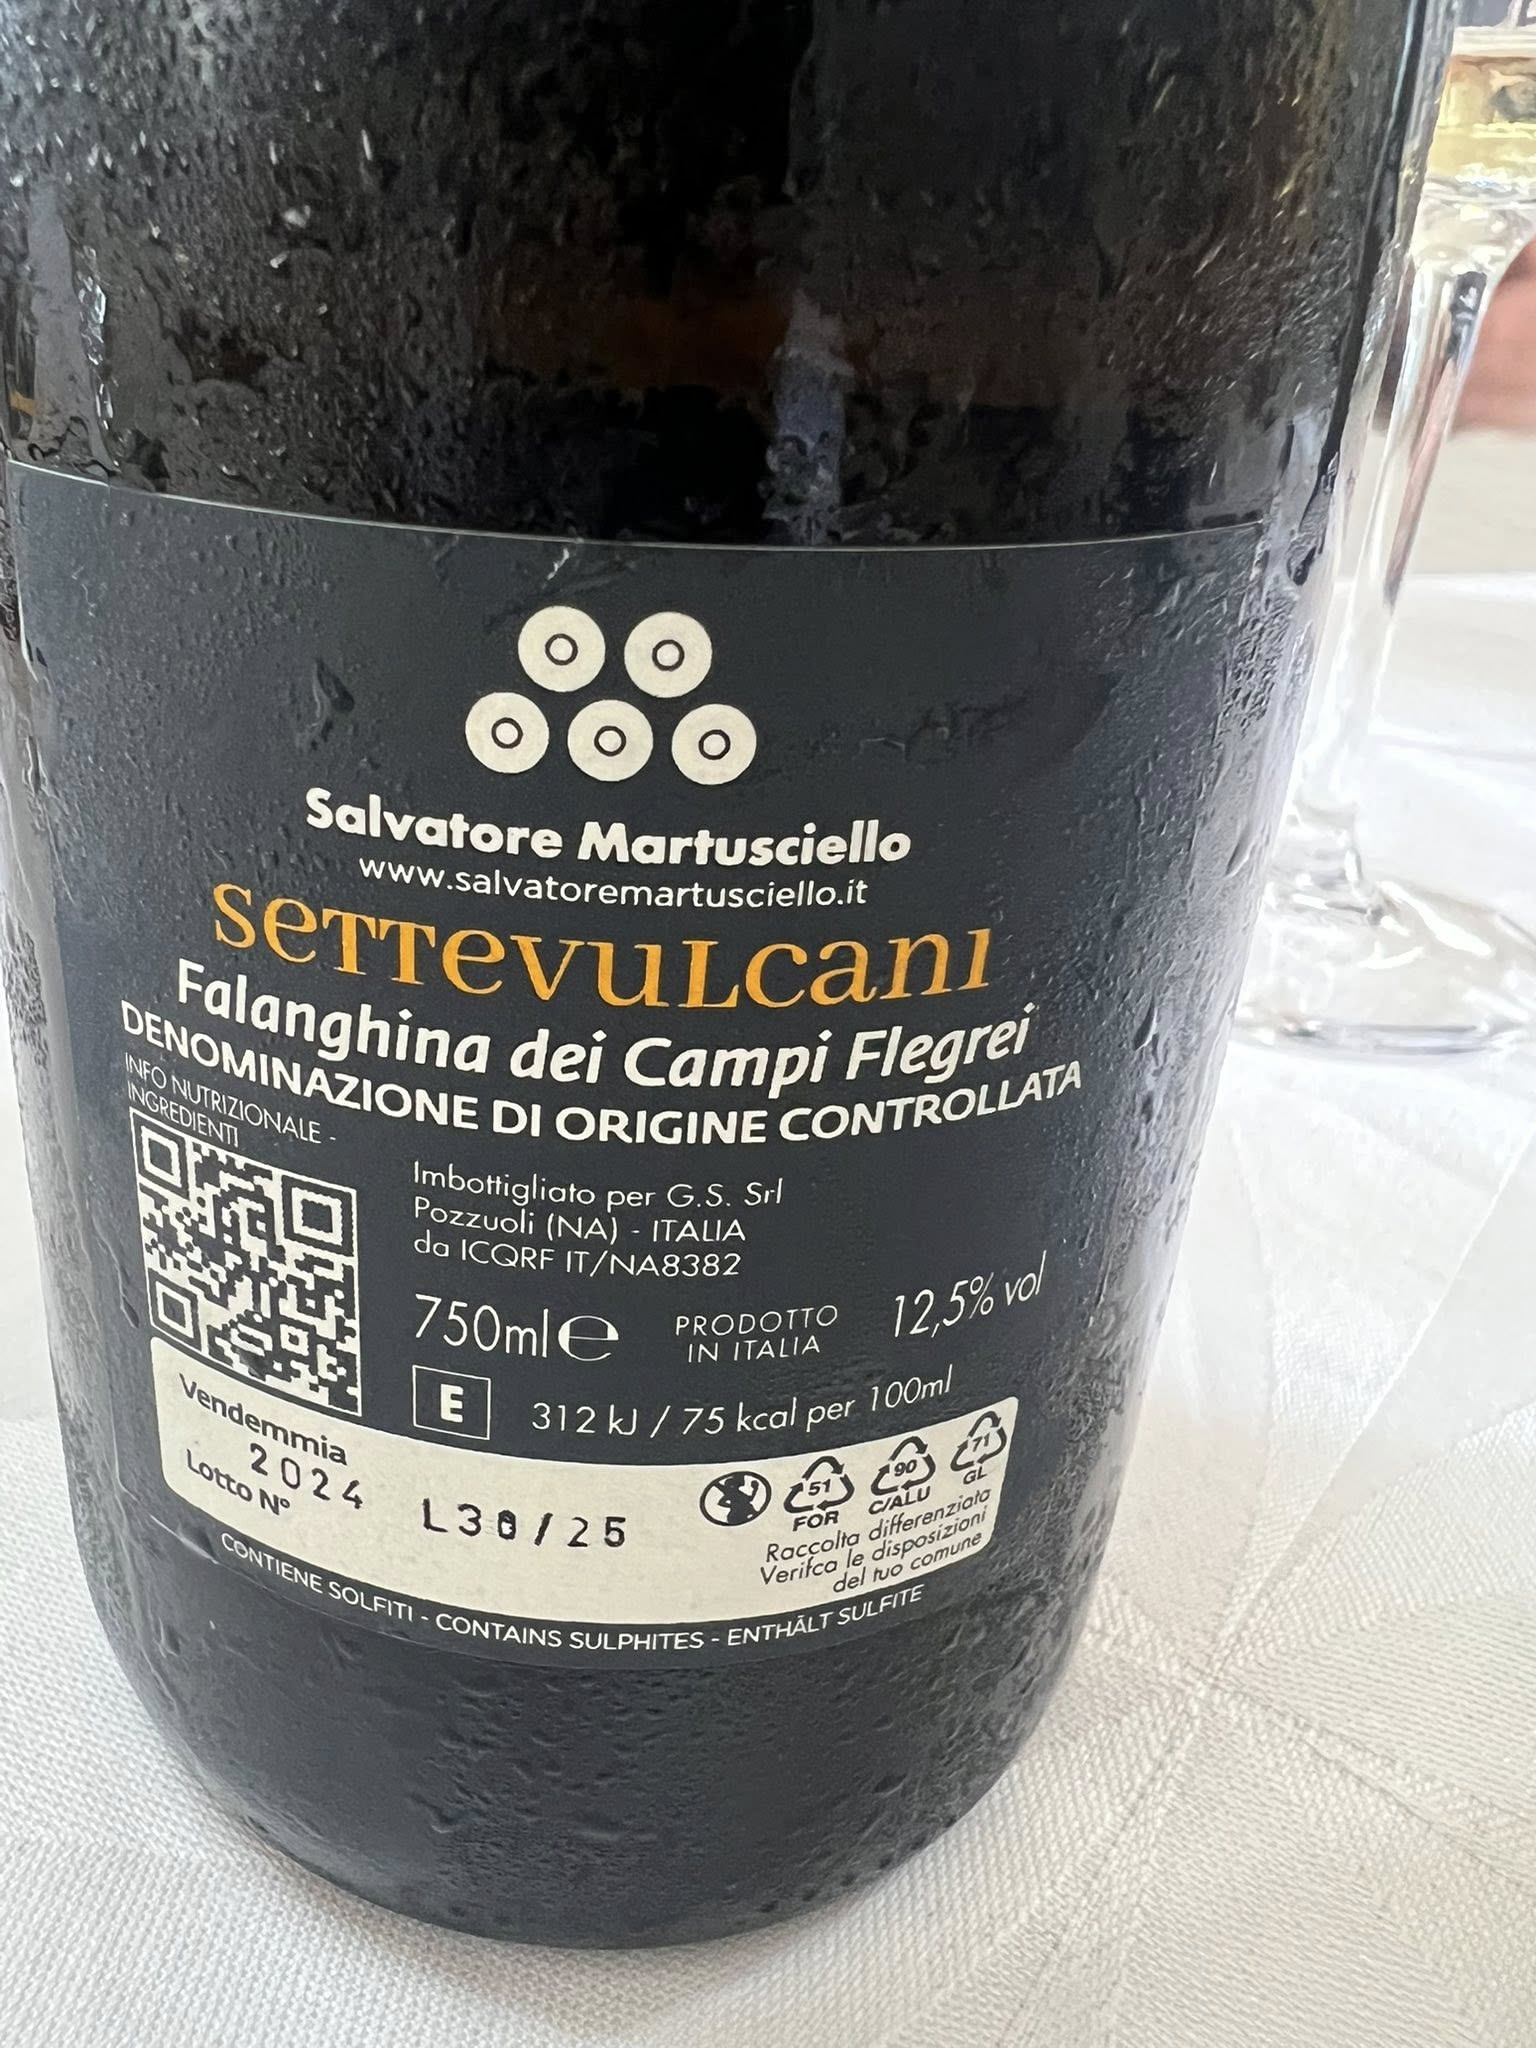 Salvatore Martusciello
www.salvatoremartusciello.it
SETTEVULCANI
Falanghina dei Campi Flegrei
DENOMINAZIONE DI ORIGINE CONTROLLATA
INFO NUTRIZIONALE -
INGREDIENTI
Imbottigliato per G.S. Srl
Pozzuoli (NA) - ITALIA
da ICQRF IT/NA8382
750ml e
PRODOTTO
IN ITALIA
12,5% vol
E
312 kJ / 75 kcal per 100ml
Vendemmia
2024
Lotto N°
51
FOR
90
C/ALU
71
GL
Raccolta differenziata
Verifca le disposizioni
del tuo comune
CONTIENE SOLFITI - CONTAINS SULPHITES - ENTHÄLT SULFITE